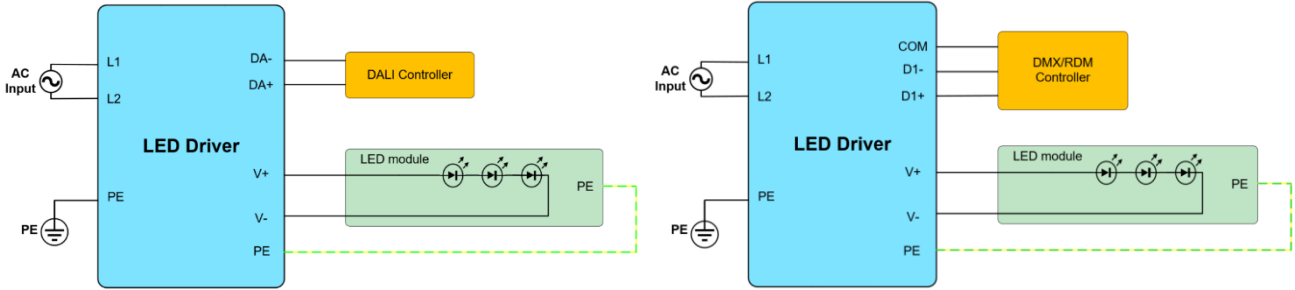 AC
Input
L1
L2
PE
PE
LED Driver
DA-
DA+
V+
V-
PE
DALI Controller
LED module
PE
AC
Input
L1
L2
PE
PE
LED Driver
COM
D1-
D1+
V+
V-
PE
DMX/RDM
Controller
LED module
PE